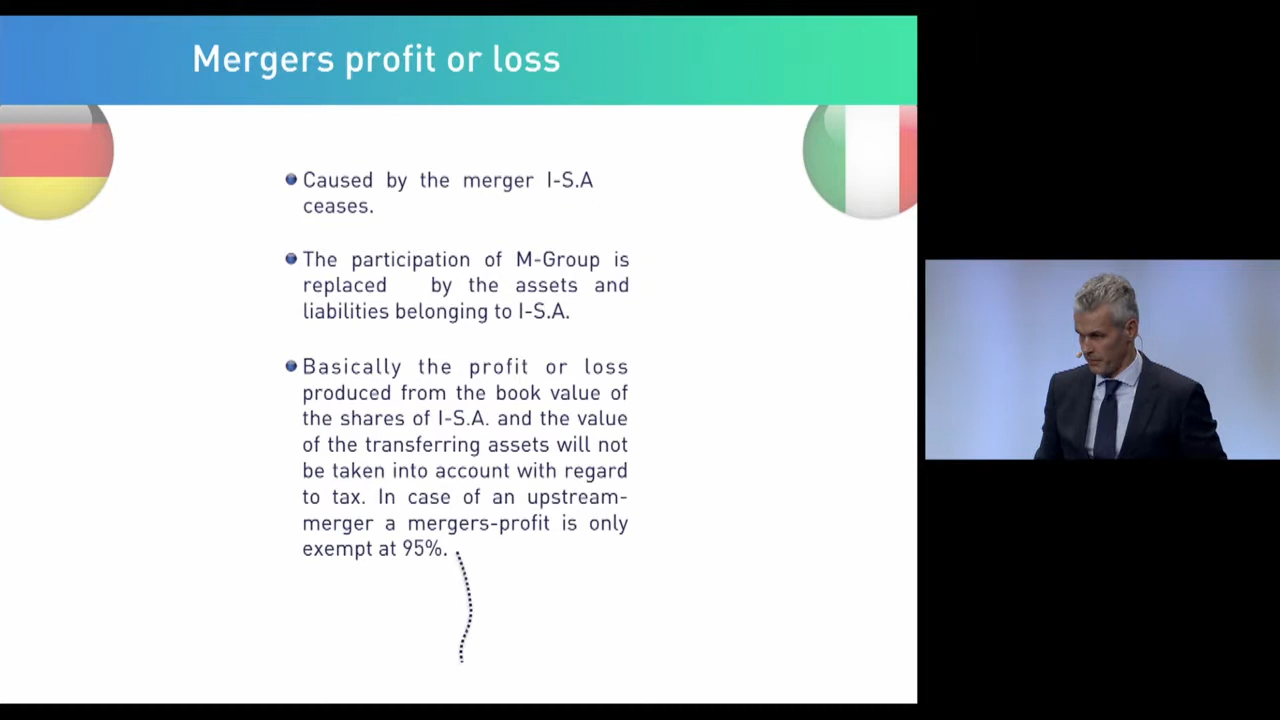 Mergers profit or loss
Caused by the merger I-S.A
ceases.
The participation of M-Group is
replaced by the assets and
liabilities belonging to I-S.A.
Basically the profit or loss
produced from the book value of
the shares of I-S.A. and the value
of the transferring assets will not
be taken into account with regard
to tax. In case of an upstream-
merger a mergers-profit is only
exempt at 95%.